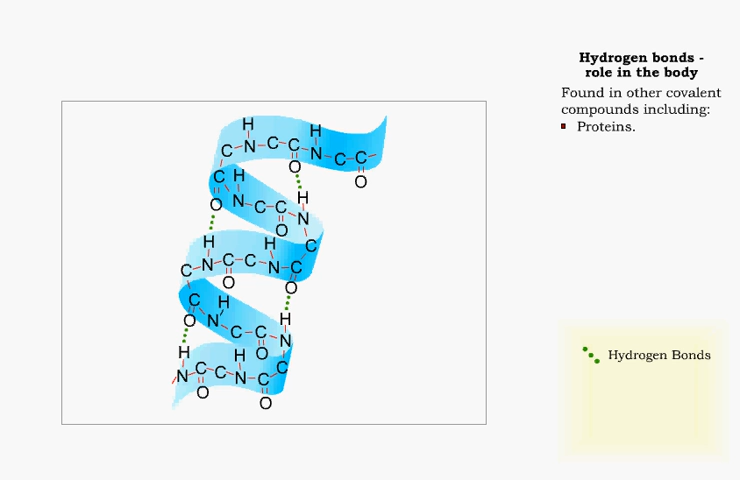 Hydrogen bonds -
role in the body
Found in other covalent
compounds including:
Proteins.
H
H
C N C C N C C
O
O
C H
O N C C N
H
O
H H C
C N C C N C
O
O
C H
O N C C N
H
O
H H C
N C C N C
O
O
Hydrogen Bonds